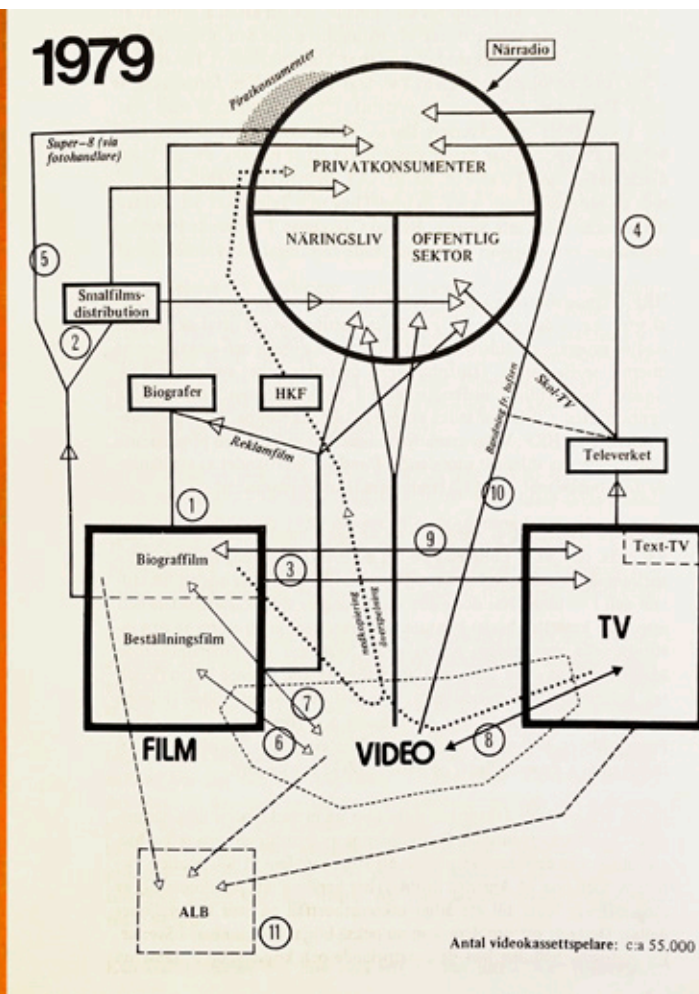 1979
Närradio
Piratkonsumenter
Super-8 (via
fotohandlare)
PRIVATKONSUMENTER
NÄRINGSLIV
OFFENTLIG
SEKTOR
4
5
Smalfilms-
distribution
2
Biografer
HKF
Reklamfilm
Bandning fr. luften
Skol-TV
Televerket
10
1
9
Biograffilm
3
Text-TV
nedkopiering
överspelning
TV
Beställningsfilm
7
6
8
FILM
VIDEO
ALB
11
Antal videokassettspelare: c:a 55.000